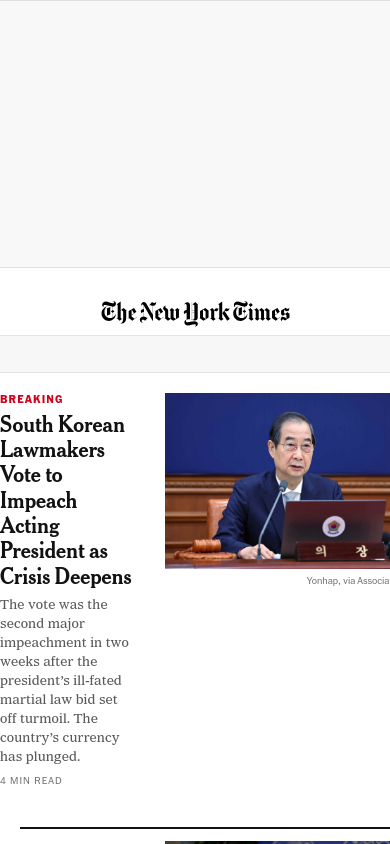 The New York Times
BREAKING
South Korean
Lawmakers
Vote to
Impeach
Acting
President as
Crisis Deepens
The vote was the
second major
impeachment in two
weeks after the
president's ill-fated
martial law bid set
off turmoil. The
country's currency
has plunged.
4 MIN READ
의 장
Yonhap, via Associa